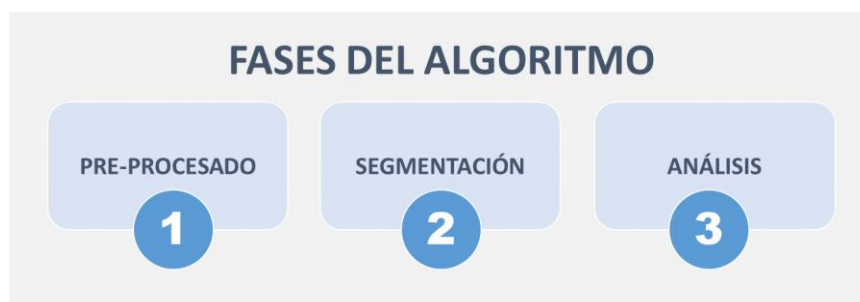 FASES DEL ALGORITMO
PRE-PROCESADO
1
SEGMENTACIÓN
2
ANÁLISIS
3